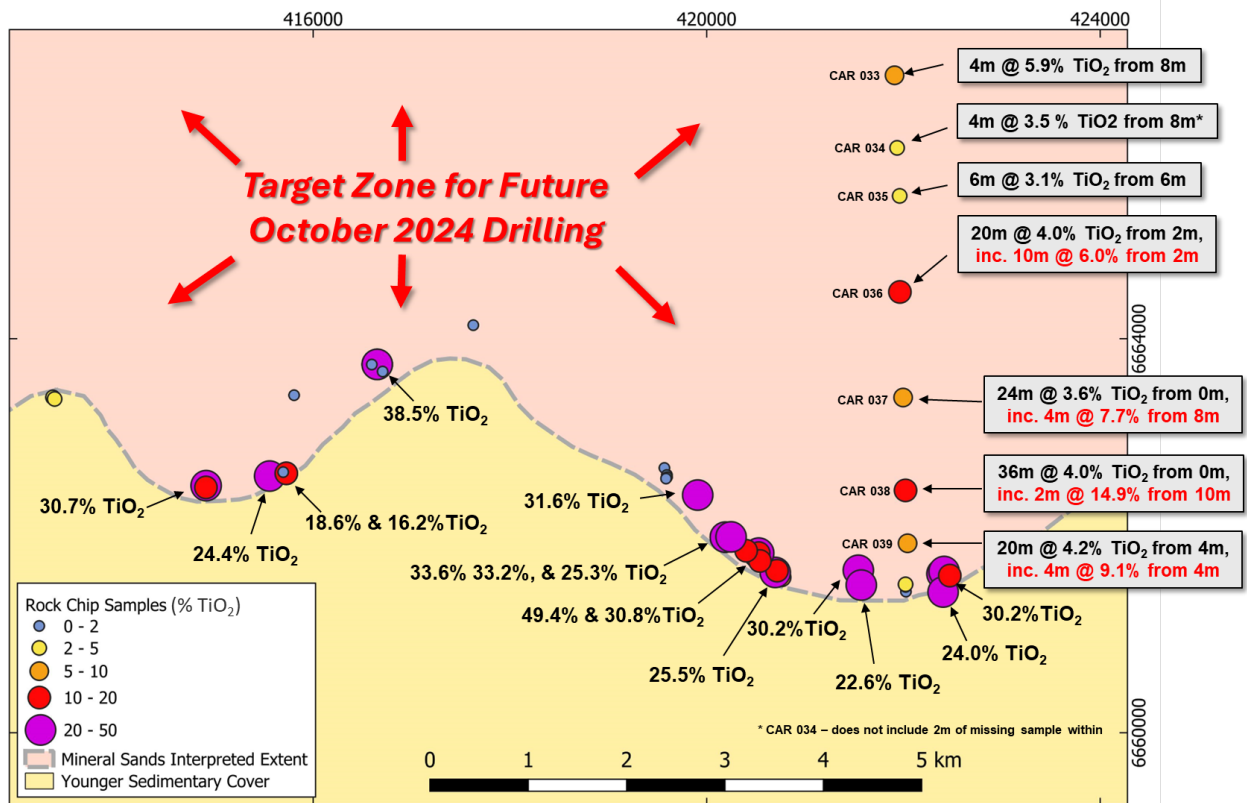 416000
420000
424000
CAR 033
4m @ 5.9% TiO₂ from 8m
CAR 034
4m @ 3.5 % TiO2 from 8m*
Target Zone for Future
October 2024 Drilling
CAR 035
6m @ 3.1% TiO₂ from 6m
20m @ 4.0% TiO₂ from 2m,
inc. 10m @ 6.0% from 2m
CAR 036
6664000
CAR 037
24m @ 3.6% TiO₂ from 0m,
inc. 4m @ 7.7% from 8m
38.5% TiO₂
CAR 038
36m @ 4.0% TiO₂ from 0m,
inc. 2m @ 14.9% from 10m
30.7% TiO₂
18.6% & 16.2%TiO₂
24.4% TiO₂
31.6% TiO₂
CAR 039
20m @ 4.2% TiO₂ from 4m,
inc. 4m @ 9.1% from 4m
33.6% 33.2%, & 25.3% TiO₂
49.4% & 30.8%TiO₂
30.2%TiO₂
30.2%TiO₂
25.5% TiO₂
22.6% TiO₂
24.0% TiO₂
Rock Chip Samples (% TiO₂)
0 - 2
2 - 5
5 - 10
10 - 20
20 - 50
Mineral Sands Interpreted Extent
Younger Sedimentary Cover
* CAR 034 – does not include 2m of missing sample within
6660000
0 1 2 3 4 5 km